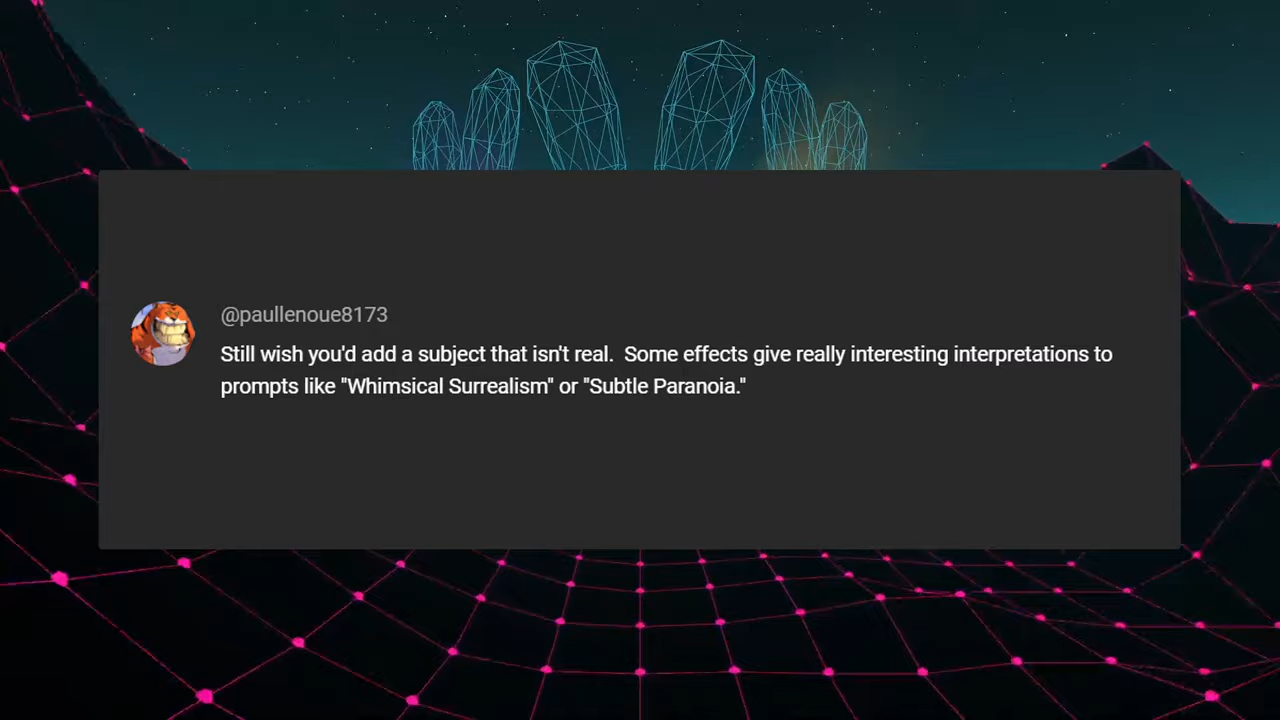 @paullenoue8173
Still wish you'd add a subject that isn't real.  Some effects give really interesting interpretations to
prompts like "Whimsical Surrealism" or "Subtle Paranoia."